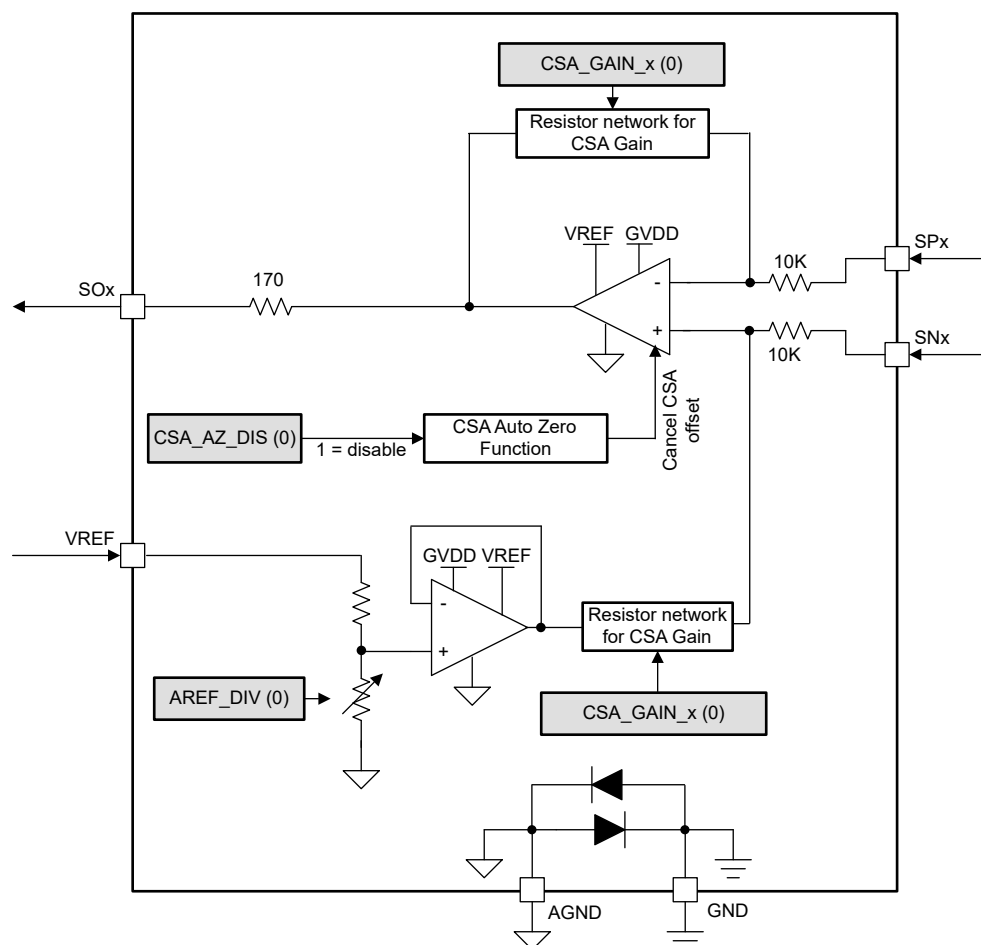 CSA_GAIN_x (0)
Resistor network for
CSA Gain
VREF
GVDD
SPx
10K
-
170
SOx
+
SNx
10K
Cancel CSA
offset
CSA_AZ_DIS (0)
1 = disable
CSA Auto Zero
Function
VREF
GVDD
VREF
-
+
Resistor network
for CSA Gain
AREF_DIV (0)
CSA_GAIN_x (0)
AGND
GND